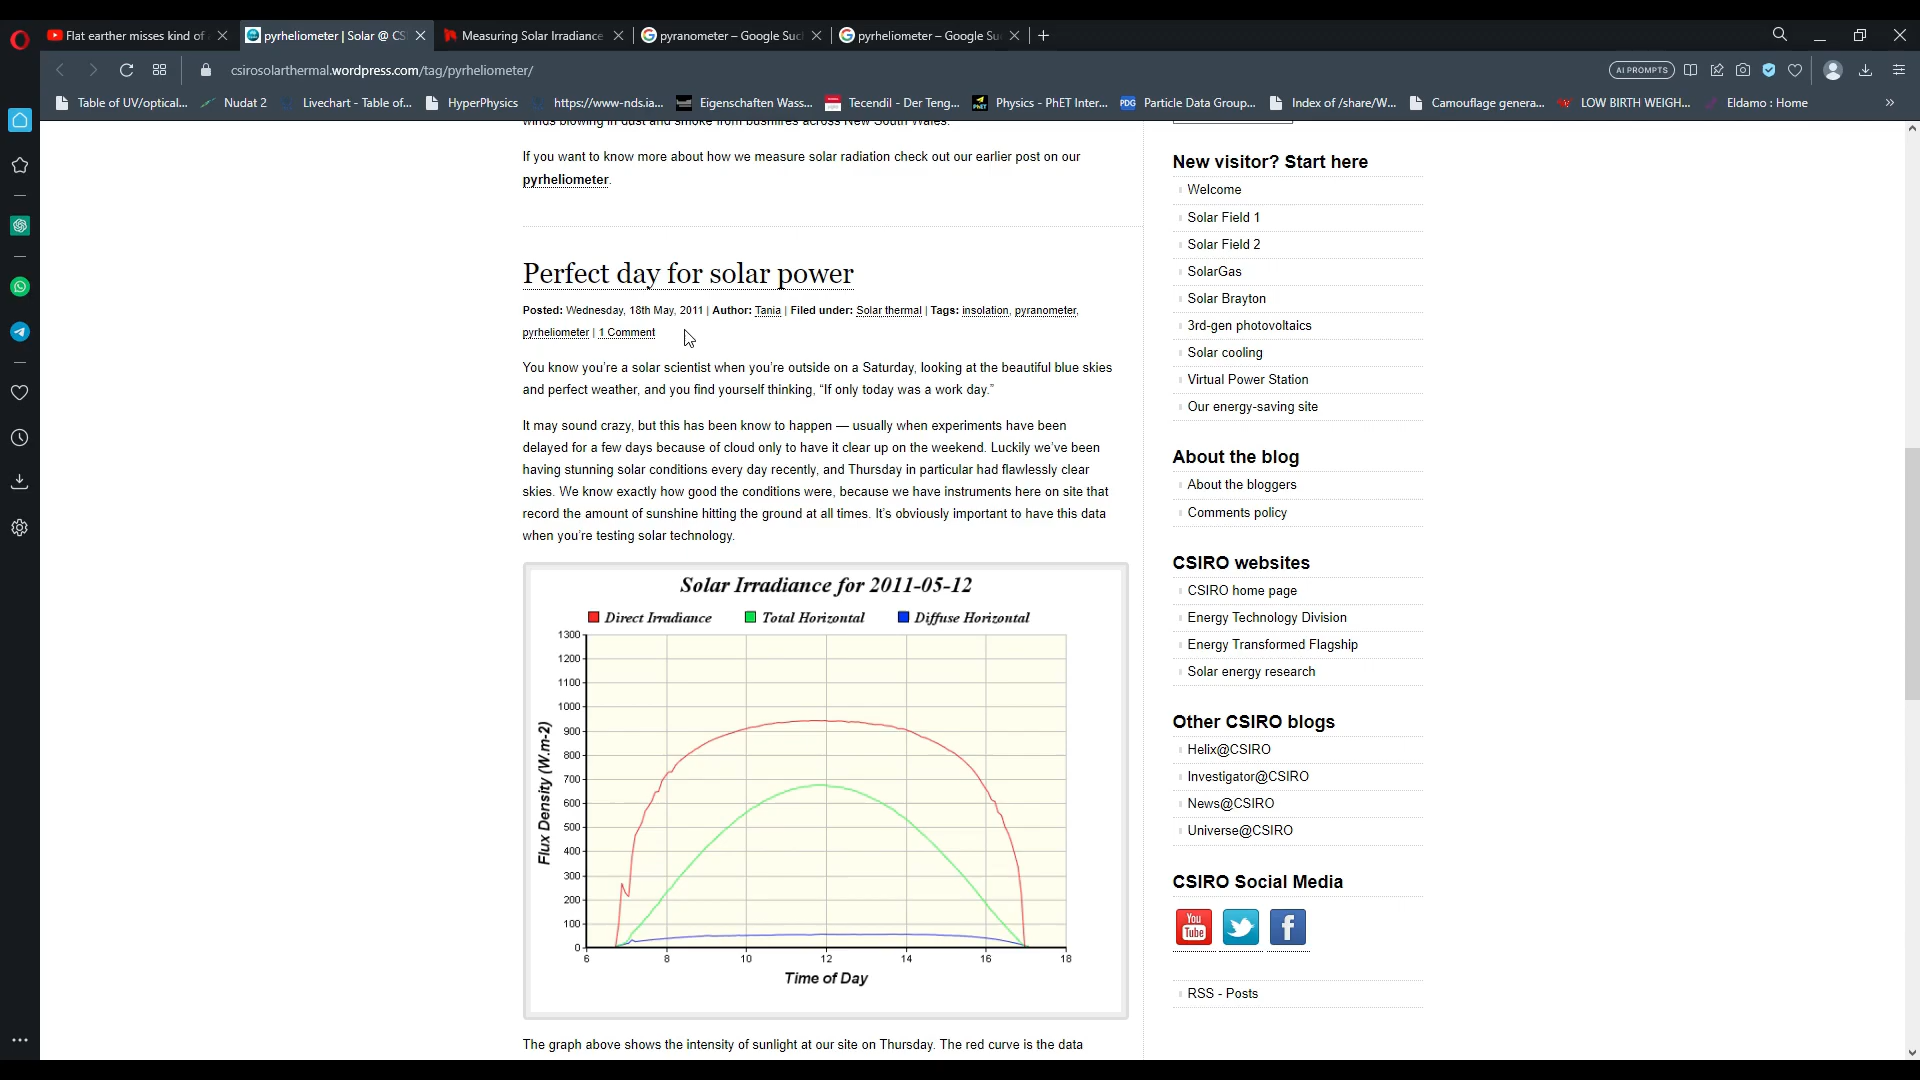 Flat earther misses kind of
pyrheliometer | Solar @ CS
Measuring Solar Irradiance
pyranometer – Google Suc
pyrheliometer – Google Su
csirosolarthermal.wordpress.com/tag/pyrheliometer/
AI PROMPTS
Table of UV/optical...
Nudat 2
Livechart - Table of...
HyperPhysics
https://www-nds.ia...
Eigenschaften Wass...
Tecendil - Der Teng...
Physics - PhET Inter...
PDG
Particle Data Group...
Index of /share/W...
Camouflage genera...
LOW BIRTH WEIGH...
Eldamo : Home
winds blowing in dust and smoke from bushfires across New South Wales.
If you want to know more about how we measure solar radiation check out our earlier post on our
pyrheliometer.
Perfect day for solar power
Posted: Wednesday, 18th May, 2011 | Author: Tania | Filed under: Solar thermal | Tags: insolation, pyranometer,
pyrheliometer | 1 Comment
You know you're a solar scientist when you're outside on a Saturday, looking at the beautiful blue skies
and perfect weather, and you find yourself thinking, “If only today was a work day.”
It may sound crazy, but this has been know to happen — usually when experiments have been
delayed for a few days because of cloud only to have it clear up on the weekend. Luckily we've been
having stunning solar conditions every day recently, and Thursday in particular had flawlessly clear
skies. We know exactly how good the conditions were, because we have instruments here on site that
record the amount of sunshine hitting the ground at all times. It's obviously important to have this data
when you're testing solar technology.
Solar Irradiance for 2011-05-12
Direct Irradiance
Total Horizontal
Diffuse Horizontal
1300
1200
1100
1000
900
800
700
600
500
400
300
200
100
0
Flux Density (W.m-2)
6
8
10
12
14
16
18
Time of Day
The graph above shows the intensity of sunlight at our site on Thursday. The red curve is the data
New visitor? Start here
Welcome
Solar Field 1
Solar Field 2
SolarGas
Solar Brayton
3rd-gen photovoltaics
Solar cooling
Virtual Power Station
Our energy-saving site
About the blog
About the bloggers
Comments policy
CSIRO websites
CSIRO home page
Energy Technology Division
Energy Transformed Flagship
Solar energy research
Other CSIRO blogs
Helix@CSIRO
Investigator@CSIRO
News@CSIRO
Universe@CSIRO
CSIRO Social Media
You
Tube
RSS - Posts